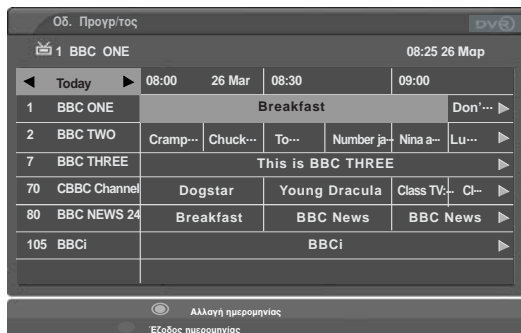 Οδ. Προγρ/τος DVR
1 BBC ONE 08:25 26 Μαρ
Today 08:00 26 Mar 08:30 09:00
1 BBC ONE Breakfast Don'···
2 BBC TWO Cramp··· Chuck··· To··· Number ja··· Nina a··· Lu···
7 BBC THREE This is BBC THREE
70 CBBC Channel Dogstar Young Dracula Class TV:··· Cl···
80 BBC NEWS 24 Breakfast BBC News BBC News
105 BBCi BBCi
Αλλαγή ημερομηνίας
Έξοδος ημερομηνίας